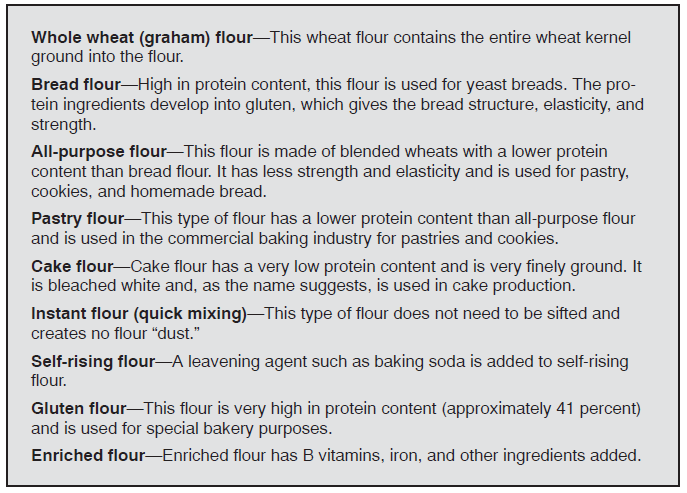 Whole wheat (graham) flour—This wheat flour contains the entire wheat kernel
ground into the flour.
Bread flour—High in protein content, this flour is used for yeast breads. The pro-
tein ingredients develop into gluten, which gives the bread structure, elasticity, and
strength.
All-purpose flour—This flour is made of blended wheats with a lower protein
content than bread flour. It has less strength and elasticity and is used for pastry,
cookies, and homemade bread.
Pastry flour—This type of flour has a lower protein content than all-purpose flour
and is used in the commercial baking industry for pastries and cookies.
Cake flour—Cake flour has a very low protein content and is very finely ground. It
is bleached white and, as the name suggests, is used in cake production.
Instant flour (quick mixing)—This type of flour does not need to be sifted and
creates no flour “dust.”
Self-rising flour—A leavening agent such as baking soda is added to self-rising
flour.
Gluten flour—This flour is very high in protein content (approximately 41 percent)
and is used for special bakery purposes.
Enriched flour—Enriched flour has B vitamins, iron, and other ingredients added.